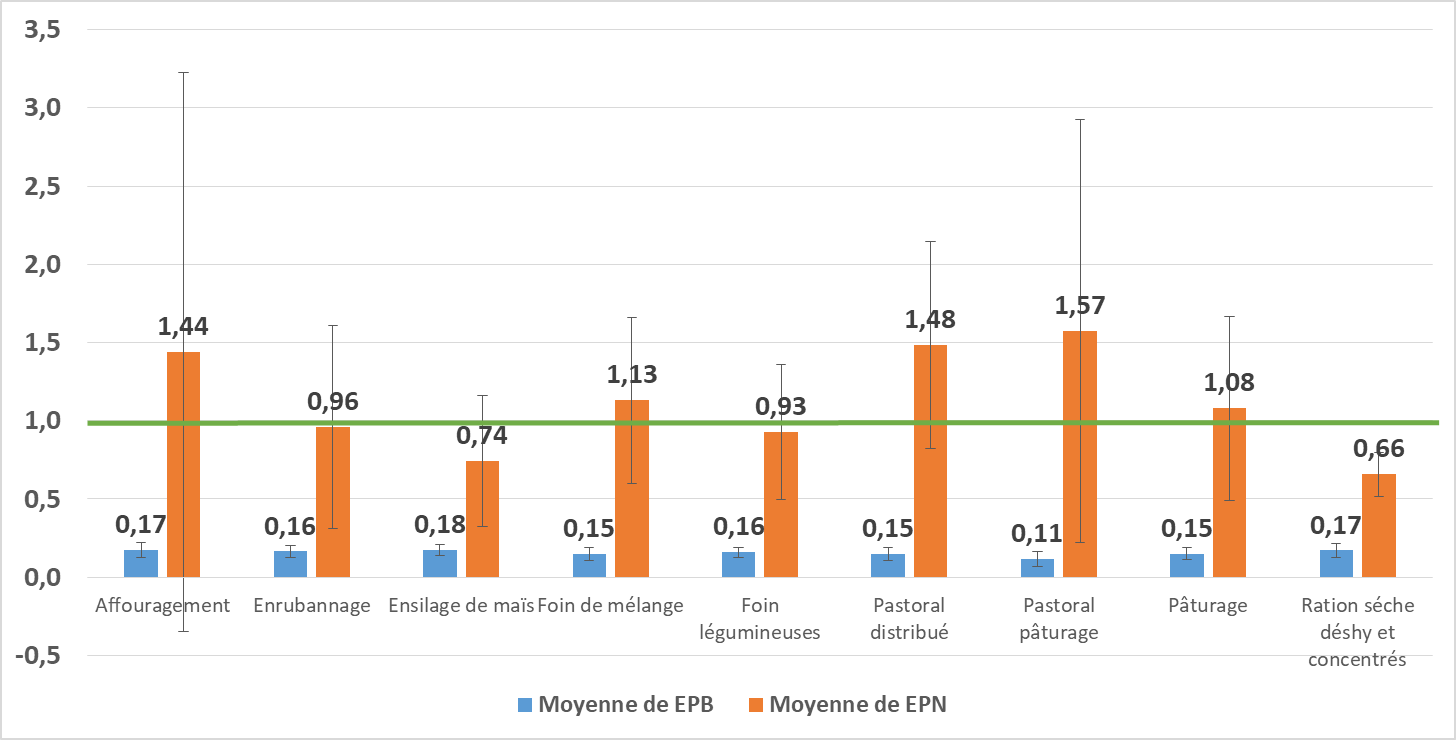 3,5
3,0
2,5
2,0
1,5
1,0
0,5
0,0
-0,5
0,17
1,44
0,16
0,96
0,18
0,74
0,15
1,13
0,16
0,93
0,15
1,48
0,11
1,57
0,15
1,08
0,17
0,66
Affouragement
Enrubannage
Ensilage de maïs
Foin de mélange
Foin
légumineuses
Pastoral
distribué
Pastoral
pâturage
Pâturage
Ration séche
déshy et
concentrés
Moyenne de EPB
Moyenne de EPN